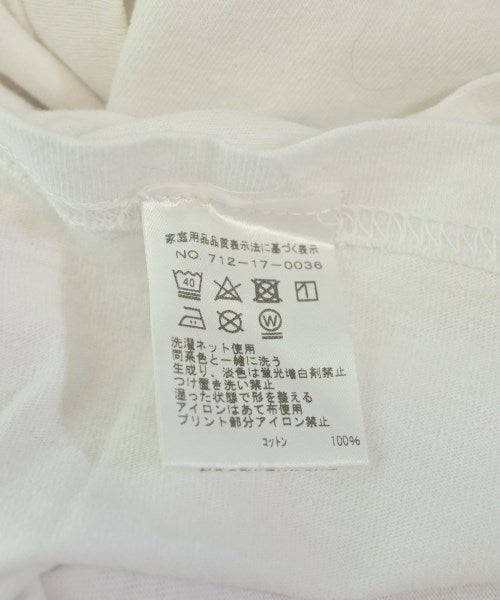 家庭用品品質表示法に基づく表示
NO. 712-17-0036
40
W
洗濯ネット使用
同系色と一緒に洗う
生成り、淡色は蛍光増白剤禁止
つけ置き洗い禁止
湿った状態で形を整える
アイロンはあて布使用
プリント部分アイロン禁止
コットン 100%